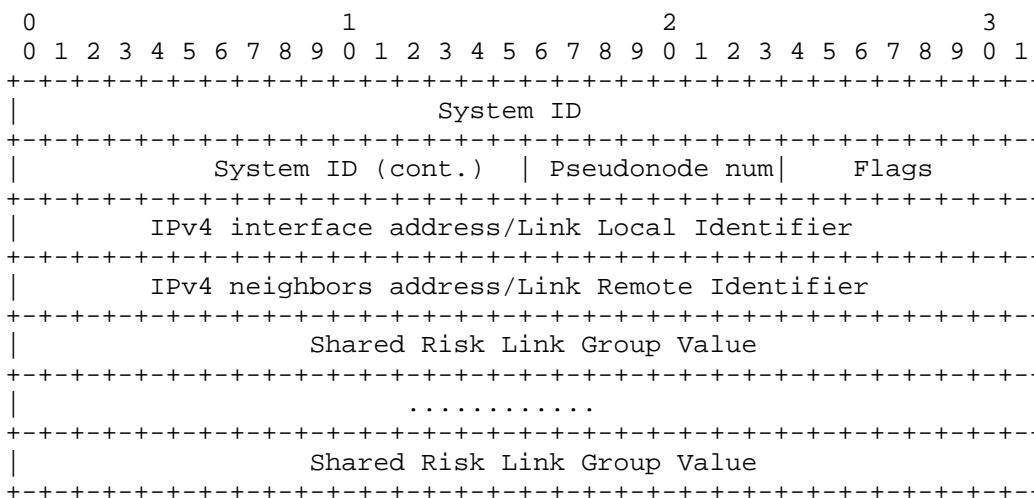 0                   1                   2                   3
 0 1 2 3 4 5 6 7 8 9 0 1 2 3 4 5 6 7 8 9 0 1 2 3 4 5 6 7 8 9 0 1
+-+-+-+-+-+-+-+-+-+-+-+-+-+-+-+-+-+-+-+-+-+-+-+-+-+-+-+-+-+-+-+-
|                          System ID
+-+-+-+-+-+-+-+-+-+-+-+-+-+-+-+-+-+-+-+-+-+-+-+-+-+-+-+-+-+-+-+-
|            System ID (cont.)  | Pseudonode num|    Flags
+-+-+-+-+-+-+-+-+-+-+-+-+-+-+-+-+-+-+-+-+-+-+-+-+-+-+-+-+-+-+-+-
|        IPv4 interface address/Link Local Identifier
+-+-+-+-+-+-+-+-+-+-+-+-+-+-+-+-+-+-+-+-+-+-+-+-+-+-+-+-+-+-+-+-
|        IPv4 neighbors address/Link Remote Identifier
+-+-+-+-+-+-+-+-+-+-+-+-+-+-+-+-+-+-+-+-+-+-+-+-+-+-+-+-+-+-+-+-
|                  Shared Risk Link Group Value
+-+-+-+-+-+-+-+-+-+-+-+-+-+-+-+-+-+-+-+-+-+-+-+-+-+-+-+-+-+-+-+-
|                        ............
+-+-+-+-+-+-+-+-+-+-+-+-+-+-+-+-+-+-+-+-+-+-+-+-+-+-+-+-+-+-+-+-
|                  Shared Risk Link Group Value
+-+-+-+-+-+-+-+-+-+-+-+-+-+-+-+-+-+-+-+-+-+-+-+-+-+-+-+-+-+-+-+-